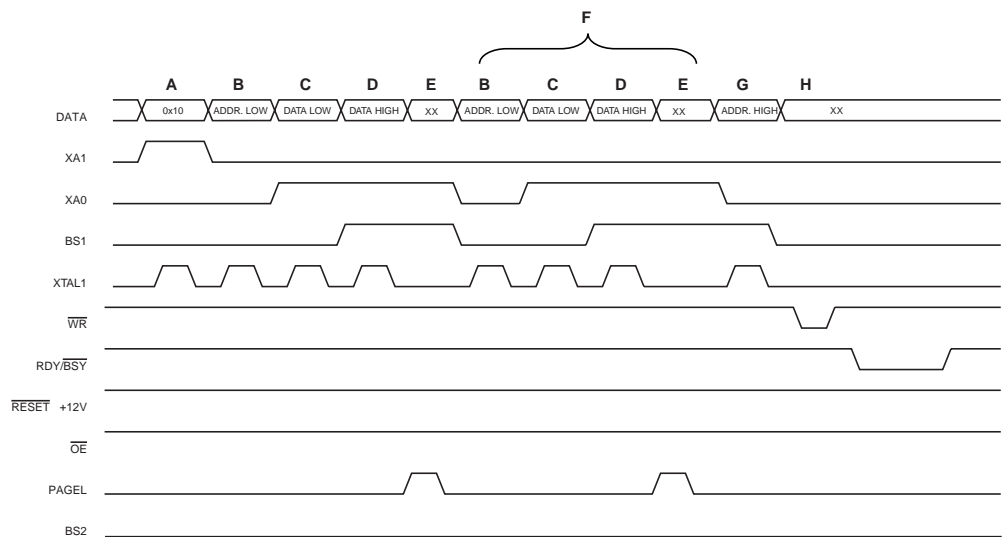 F
A B C D E B C D E G H
DATA 0x10 ADDR. LOW DATA LOW DATA HIGH XX ADDR. LOW DATA LOW DATA HIGH XX ADDR. HIGH XX
XA1
XA0
BS1
XTAL1
WR
RDY/BSY
RESET +12V
OE
PAGEL
BS2